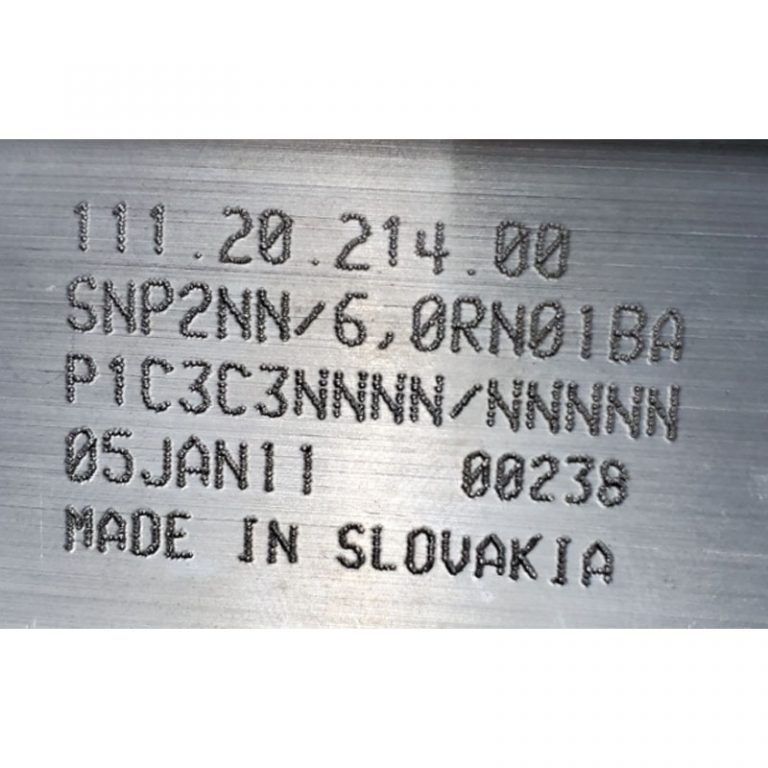 111.20.214.00
SNP2NN/6,0RN01BA
P1C3C3NNNN/NNNNN
05JAN11 00238
MADE IN SLOVAKIA